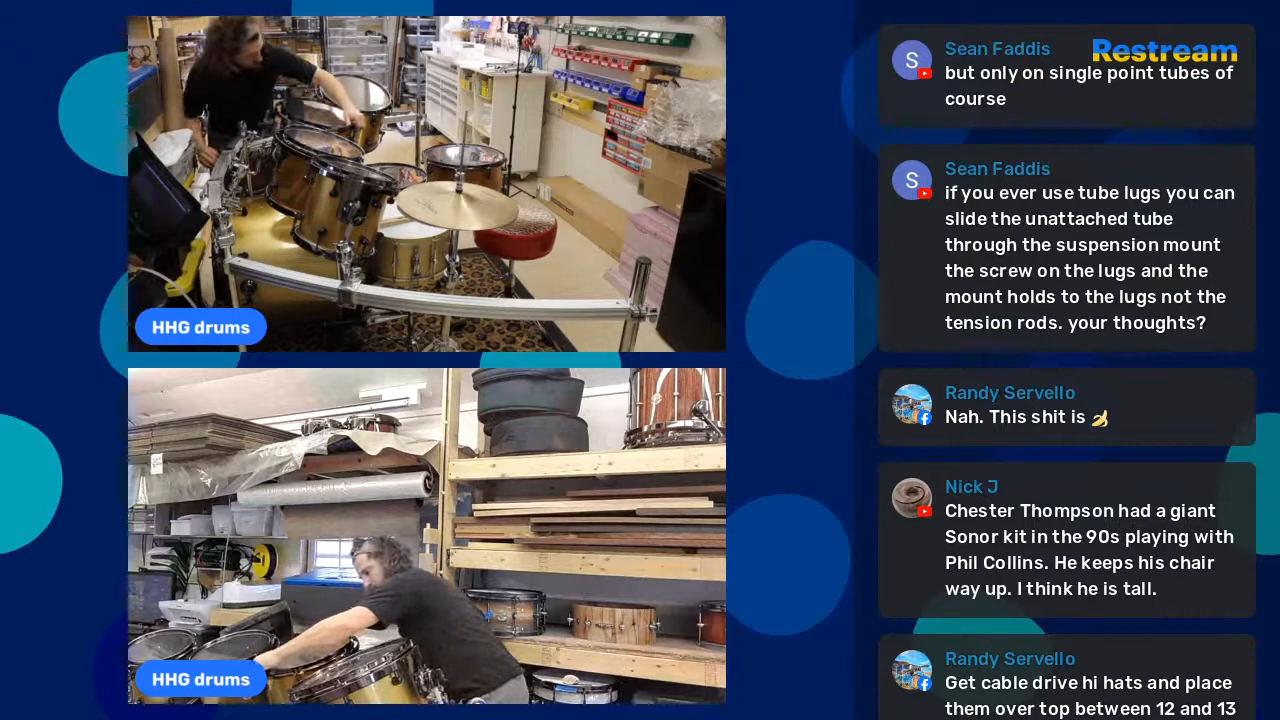 HHG drums
HHG drums
Restream
Sean Faddis
but only on single point tubes of
course
Sean Faddis
if you ever use tube lugs you can
slide the unattached tube
through the suspension mount
the screw on the lugs and the
mount holds to the lugs not the
tension rods. your thoughts?
Randy Servello
Nah. This shit is 🍌
Nick J
Chester Thompson had a giant
Sonor kit in the 90s playing with
Phil Collins. He keeps his chair
way up. I think he is tall.
Randy Servello
Get cable drive hi hats and place
them over top between 12 and 13